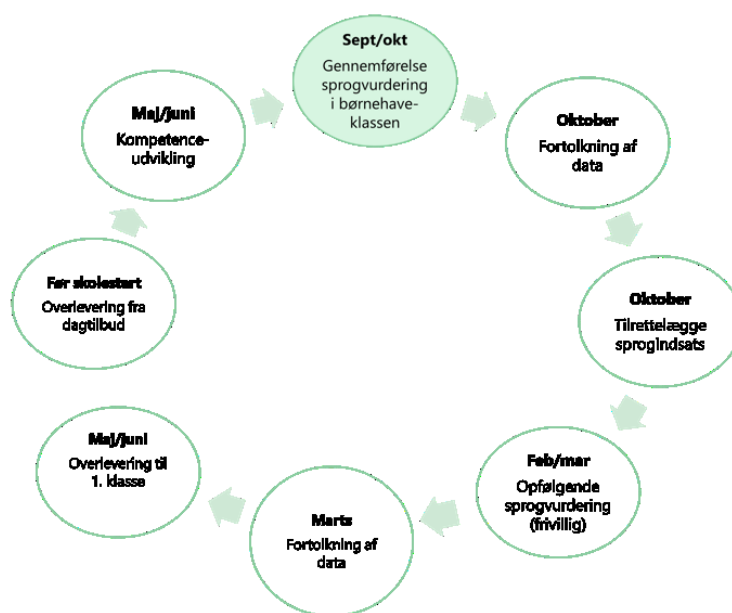 Sept/okt
Gennemførelse
sprogvurdering
i børnehave-
klassen
Oktober
Fortolkning af
data
Oktober
Tilrettelægge
sprogindsats
Feb/mar
Opfølgende
sprogvurdering
(frivillig)
Marts
Fortolkning af
data
Maj/juni
Overlevering til
1. klasse
Før skolestart
Overlevering fra
dagtilbud
Maj/juni
Kompetence-
udvikling